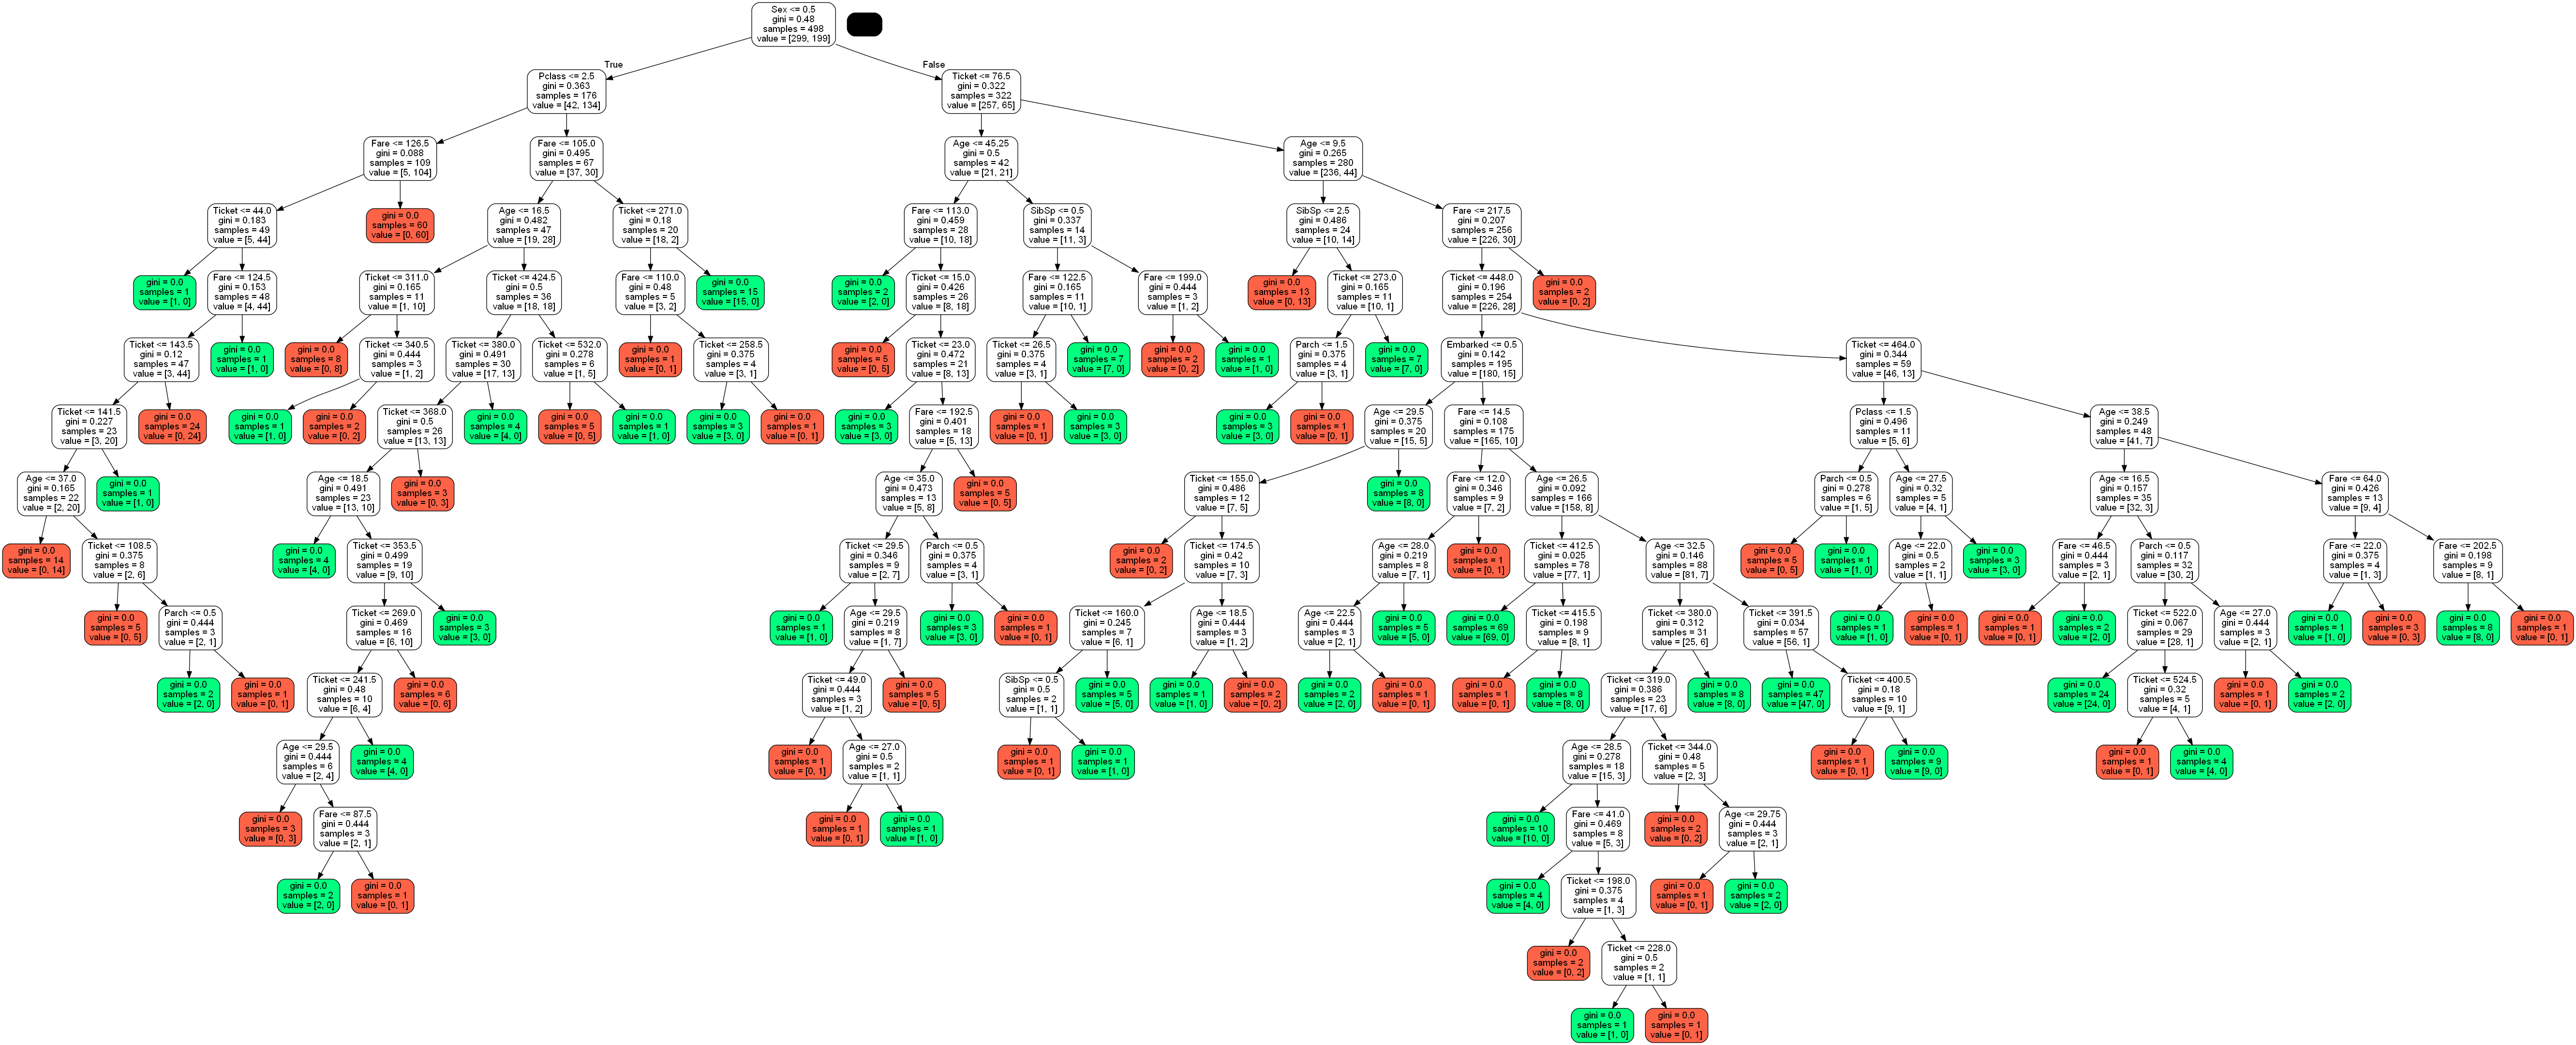 Sex <= 0.5
gini = 0.48
samples = 498
value = [299, 199]
True
False
Pclass <= 2.5
gini = 0.363
samples = 176
value = [42, 134]
Ticket <= 76.5
gini = 0.322
samples = 322
value = [257, 65]
Fare <= 126.5
gini = 0.088
samples = 109
value = [5, 104]
Fare <= 105.0
gini = 0.495
samples = 67
value = [37, 30]
Age <= 45.25
gini = 0.5
samples = 42
value = [21, 21]
Age <= 9.5
gini = 0.265
samples = 280
value = [236, 44]
Ticket <= 44.0
gini = 0.183
samples = 49
value = [5, 44]
gini = 0.0
samples = 60
value = [0, 60]
Age <= 16.5
gini = 0.482
samples = 47
value = [19, 28]
Ticket <= 271.0
gini = 0.18
samples = 20
value = [18, 2]
Fare <= 113.0
gini = 0.459
samples = 28
value = [10, 18]
SibSp <= 0.5
gini = 0.337
samples = 14
value = [11, 3]
SibSp <= 2.5
gini = 0.486
samples = 24
value = [10, 14]
Fare <= 217.5
gini = 0.207
samples = 256
value = [226, 30]
gini = 0.0
samples = 1
value = [1, 0]
Fare <= 124.5
gini = 0.153
samples = 48
value = [4, 44]
Ticket <= 311.0
gini = 0.165
samples = 11
value = [1, 10]
Ticket <= 424.5
gini = 0.5
samples = 36
value = [18, 18]
Fare <= 110.0
gini = 0.48
samples = 5
value = [3, 2]
gini = 0.0
samples = 15
value = [15, 0]
gini = 0.0
samples = 2
value = [2, 0]
Ticket <= 15.0
gini = 0.426
samples = 26
value = [8, 18]
Fare <= 122.5
gini = 0.165
samples = 11
value = [10, 1]
Fare <= 199.0
gini = 0.444
samples = 3
value = [1, 2]
gini = 0.0
samples = 13
value = [0, 13]
Ticket <= 273.0
gini = 0.165
samples = 11
value = [10, 1]
Ticket <= 448.0
gini = 0.196
samples = 254
value = [226, 28]
gini = 0.0
samples = 2
value = [0, 2]
Ticket <= 143.5
gini = 0.12
samples = 47
value = [3, 44]
gini = 0.0
samples = 1
value = [1, 0]
gini = 0.0
samples = 8
value = [0, 8]
Ticket <= 340.5
gini = 0.444
samples = 3
value = [1, 2]
Ticket <= 380.0
gini = 0.491
samples = 30
value = [17, 13]
Ticket <= 532.0
gini = 0.278
samples = 6
value = [1, 5]
gini = 0.0
samples = 1
value = [0, 1]
Ticket <= 258.5
gini = 0.375
samples = 4
value = [3, 1]
gini = 0.0
samples = 5
value = [0, 5]
Ticket <= 23.0
gini = 0.472
samples = 21
value = [8, 13]
Ticket <= 26.5
gini = 0.375
samples = 4
value = [3, 1]
gini = 0.0
samples = 7
value = [7, 0]
gini = 0.0
samples = 2
value = [0, 2]
gini = 0.0
samples = 1
value = [1, 0]
Parch <= 1.5
gini = 0.375
samples = 4
value = [3, 1]
gini = 0.0
samples = 7
value = [7, 0]
Embarked <= 0.5
gini = 0.142
samples = 195
value = [180, 15]
Ticket <= 464.0
gini = 0.344
samples = 59
value = [46, 13]
Ticket <= 141.5
gini = 0.227
samples = 23
value = [3, 20]
gini = 0.0
samples = 24
value = [0, 24]
gini = 0.0
samples = 1
value = [1, 0]
gini = 0.0
samples = 2
value = [0, 2]
Ticket <= 368.0
gini = 0.5
samples = 26
value = [13, 13]
gini = 0.0
samples = 4
value = [4, 0]
gini = 0.0
samples = 5
value = [0, 5]
gini = 0.0
samples = 1
value = [1, 0]
gini = 0.0
samples = 3
value = [3, 0]
gini = 0.0
samples = 1
value = [0, 1]
gini = 0.0
samples = 3
value = [3, 0]
Fare <= 192.5
gini = 0.401
samples = 18
value = [5, 13]
gini = 0.0
samples = 1
value = [0, 1]
gini = 0.0
samples = 3
value = [3, 0]
gini = 0.0
samples = 3
value = [3, 0]
gini = 0.0
samples = 1
value = [0, 1]
Age <= 29.5
gini = 0.375
samples = 20
value = [15, 5]
Fare <= 14.5
gini = 0.108
samples = 175
value = [165, 10]
Pclass <= 1.5
gini = 0.496
samples = 11
value = [5, 6]
Age <= 38.5
gini = 0.249
samples = 48
value = [41, 7]
Age <= 37.0
gini = 0.165
samples = 22
value = [2, 20]
gini = 0.0
samples = 1
value = [1, 0]
Age <= 18.5
gini = 0.491
samples = 23
value = [13, 10]
gini = 0.0
samples = 3
value = [0, 3]
Age <= 35.0
gini = 0.473
samples = 13
value = [5, 8]
gini = 0.0
samples = 5
value = [0, 5]
Ticket <= 155.0
gini = 0.486
samples = 12
value = [7, 5]
gini = 0.0
samples = 8
value = [8, 0]
Fare <= 12.0
gini = 0.346
samples = 9
value = [7, 2]
Age <= 26.5
gini = 0.092
samples = 166
value = [158, 8]
Parch <= 0.5
gini = 0.278
samples = 6
value = [1, 5]
Age <= 27.5
gini = 0.32
samples = 5
value = [4, 1]
Age <= 16.5
gini = 0.157
samples = 35
value = [32, 3]
Fare <= 64.0
gini = 0.426
samples = 13
value = [9, 4]
gini = 0.0
samples = 14
value = [0, 14]
Ticket <= 108.5
gini = 0.375
samples = 8
value = [2, 6]
gini = 0.0
samples = 4
value = [4, 0]
Ticket <= 353.5
gini = 0.499
samples = 19
value = [9, 10]
Ticket <= 29.5
gini = 0.346
samples = 9
value = [2, 7]
Parch <= 0.5
gini = 0.375
samples = 4
value = [3, 1]
gini = 0.0
samples = 2
value = [0, 2]
Ticket <= 174.5
gini = 0.42
samples = 10
value = [7, 3]
Age <= 28.0
gini = 0.219
samples = 8
value = [7, 1]
gini = 0.0
samples = 1
value = [0, 1]
Ticket <= 412.5
gini = 0.025
samples = 78
value = [77, 1]
Age <= 32.5
gini = 0.146
samples = 88
value = [81, 7]
gini = 0.0
samples = 5
value = [0, 5]
gini = 0.0
samples = 1
value = [1, 0]
Age <= 22.0
gini = 0.5
samples = 2
value = [1, 1]
gini = 0.0
samples = 3
value = [3, 0]
Fare <= 46.5
gini = 0.444
samples = 3
value = [2, 1]
Parch <= 0.5
gini = 0.117
samples = 32
value = [30, 2]
Fare <= 22.0
gini = 0.375
samples = 4
value = [1, 3]
Fare <= 202.5
gini = 0.198
samples = 9
value = [8, 1]
gini = 0.0
samples = 5
value = [0, 5]
Parch <= 0.5
gini = 0.444
samples = 3
value = [2, 1]
Ticket <= 269.0
gini = 0.469
samples = 16
value = [6, 10]
gini = 0.0
samples = 3
value = [3, 0]
gini = 0.0
samples = 1
value = [1, 0]
Age <= 29.5
gini = 0.219
samples = 8
value = [1, 7]
gini = 0.0
samples = 3
value = [3, 0]
gini = 0.0
samples = 1
value = [0, 1]
Ticket <= 160.0
gini = 0.245
samples = 7
value = [6, 1]
Age <= 18.5
gini = 0.444
samples = 3
value = [1, 2]
Age <= 22.5
gini = 0.444
samples = 3
value = [2, 1]
gini = 0.0
samples = 5
value = [5, 0]
gini = 0.0
samples = 69
value = [69, 0]
Ticket <= 415.5
gini = 0.198
samples = 9
value = [8, 1]
Ticket <= 380.0
gini = 0.312
samples = 31
value = [25, 6]
Ticket <= 391.5
gini = 0.034
samples = 57
value = [56, 1]
gini = 0.0
samples = 1
value = [1, 0]
gini = 0.0
samples = 1
value = [0, 1]
gini = 0.0
samples = 1
value = [0, 1]
gini = 0.0
samples = 2
value = [2, 0]
Ticket <= 522.0
gini = 0.067
samples = 29
value = [28, 1]
Age <= 27.0
gini = 0.444
samples = 3
value = [2, 1]
gini = 0.0
samples = 1
value = [1, 0]
gini = 0.0
samples = 3
value = [0, 3]
gini = 0.0
samples = 8
value = [8, 0]
gini = 0.0
samples = 1
value = [0, 1]
gini = 0.0
samples = 2
value = [2, 0]
gini = 0.0
samples = 1
value = [0, 1]
Ticket <= 241.5
gini = 0.48
samples = 10
value = [6, 4]
gini = 0.0
samples = 6
value = [0, 6]
Ticket <= 49.0
gini = 0.444
samples = 3
value = [1, 2]
gini = 0.0
samples = 5
value = [0, 5]
SibSp <= 0.5
gini = 0.5
samples = 2
value = [1, 1]
gini = 0.0
samples = 5
value = [5, 0]
gini = 0.0
samples = 1
value = [1, 0]
gini = 0.0
samples = 2
value = [0, 2]
gini = 0.0
samples = 2
value = [2, 0]
gini = 0.0
samples = 1
value = [0, 1]
gini = 0.0
samples = 1
value = [0, 1]
gini = 0.0
samples = 8
value = [8, 0]
Ticket <= 319.0
gini = 0.386
samples = 23
value = [17, 6]
gini = 0.0
samples = 8
value = [8, 0]
gini = 0.0
samples = 47
value = [47, 0]
Ticket <= 400.5
gini = 0.18
samples = 10
value = [9, 1]
gini = 0.0
samples = 24
value = [24, 0]
Ticket <= 524.5
gini = 0.32
samples = 5
value = [4, 1]
gini = 0.0
samples = 1
value = [0, 1]
gini = 0.0
samples = 2
value = [2, 0]
Age <= 29.5
gini = 0.444
samples = 6
value = [2, 4]
gini = 0.0
samples = 4
value = [4, 0]
gini = 0.0
samples = 1
value = [0, 1]
Age <= 27.0
gini = 0.5
samples = 2
value = [1, 1]
gini = 0.0
samples = 1
value = [0, 1]
gini = 0.0
samples = 1
value = [1, 0]
Age <= 28.5
gini = 0.278
samples = 18
value = [15, 3]
Ticket <= 344.0
gini = 0.48
samples = 5
value = [2, 3]
gini = 0.0
samples = 1
value = [0, 1]
gini = 0.0
samples = 9
value = [9, 0]
gini = 0.0
samples = 1
value = [0, 1]
gini = 0.0
samples = 4
value = [4, 0]
gini = 0.0
samples = 3
value = [0, 3]
Fare <= 87.5
gini = 0.444
samples = 3
value = [2, 1]
gini = 0.0
samples = 1
value = [0, 1]
gini = 0.0
samples = 1
value = [1, 0]
gini = 0.0
samples = 10
value = [10, 0]
Fare <= 41.0
gini = 0.469
samples = 8
value = [5, 3]
gini = 0.0
samples = 2
value = [0, 2]
Age <= 29.75
gini = 0.444
samples = 3
value = [2, 1]
gini = 0.0
samples = 2
value = [2, 0]
gini = 0.0
samples = 1
value = [0, 1]
gini = 0.0
samples = 4
value = [4, 0]
Ticket <= 198.0
gini = 0.375
samples = 4
value = [1, 3]
gini = 0.0
samples = 1
value = [0, 1]
gini = 0.0
samples = 2
value = [2, 0]
gini = 0.0
samples = 2
value = [0, 2]
Ticket <= 228.0
gini = 0.5
samples = 2
value = [1, 1]
gini = 0.0
samples = 1
value = [1, 0]
gini = 0.0
samples = 1
value = [0, 1]